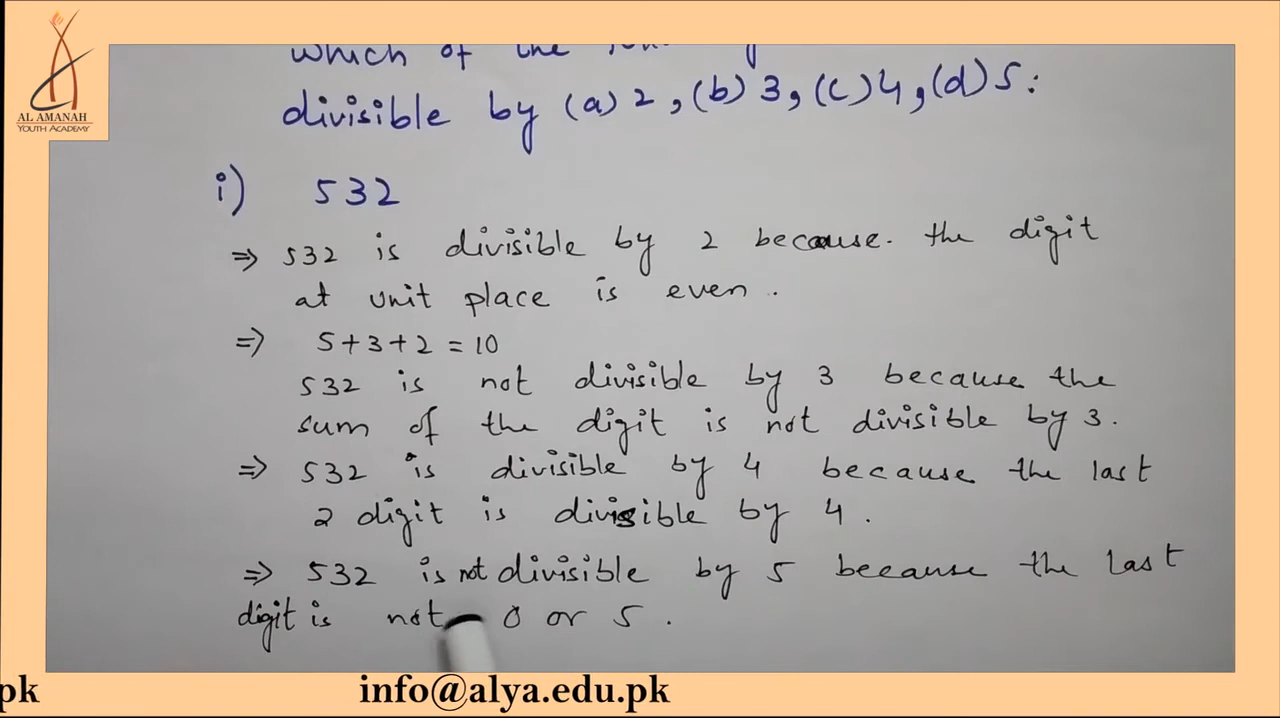 AL AMANAH
YOUTH ACADEMY
which of the
divisible by (a) 2, (b) 3, (c) 4, (d) 5:
i) 532
⇒ 532 is divisible by 2 because. the digit
at unit place is even.
⇒ 5+3+2 = 10
532 is not divisible by 3 because the
sum of the digit is not divisible by 3.
⇒ 532 is divisible by 4 because the last
2 digit is divisible by 4.
⇒ 532 is not divisible by 5 because the last
digit is not 0 or 5.
pk info@alya.edu.pk